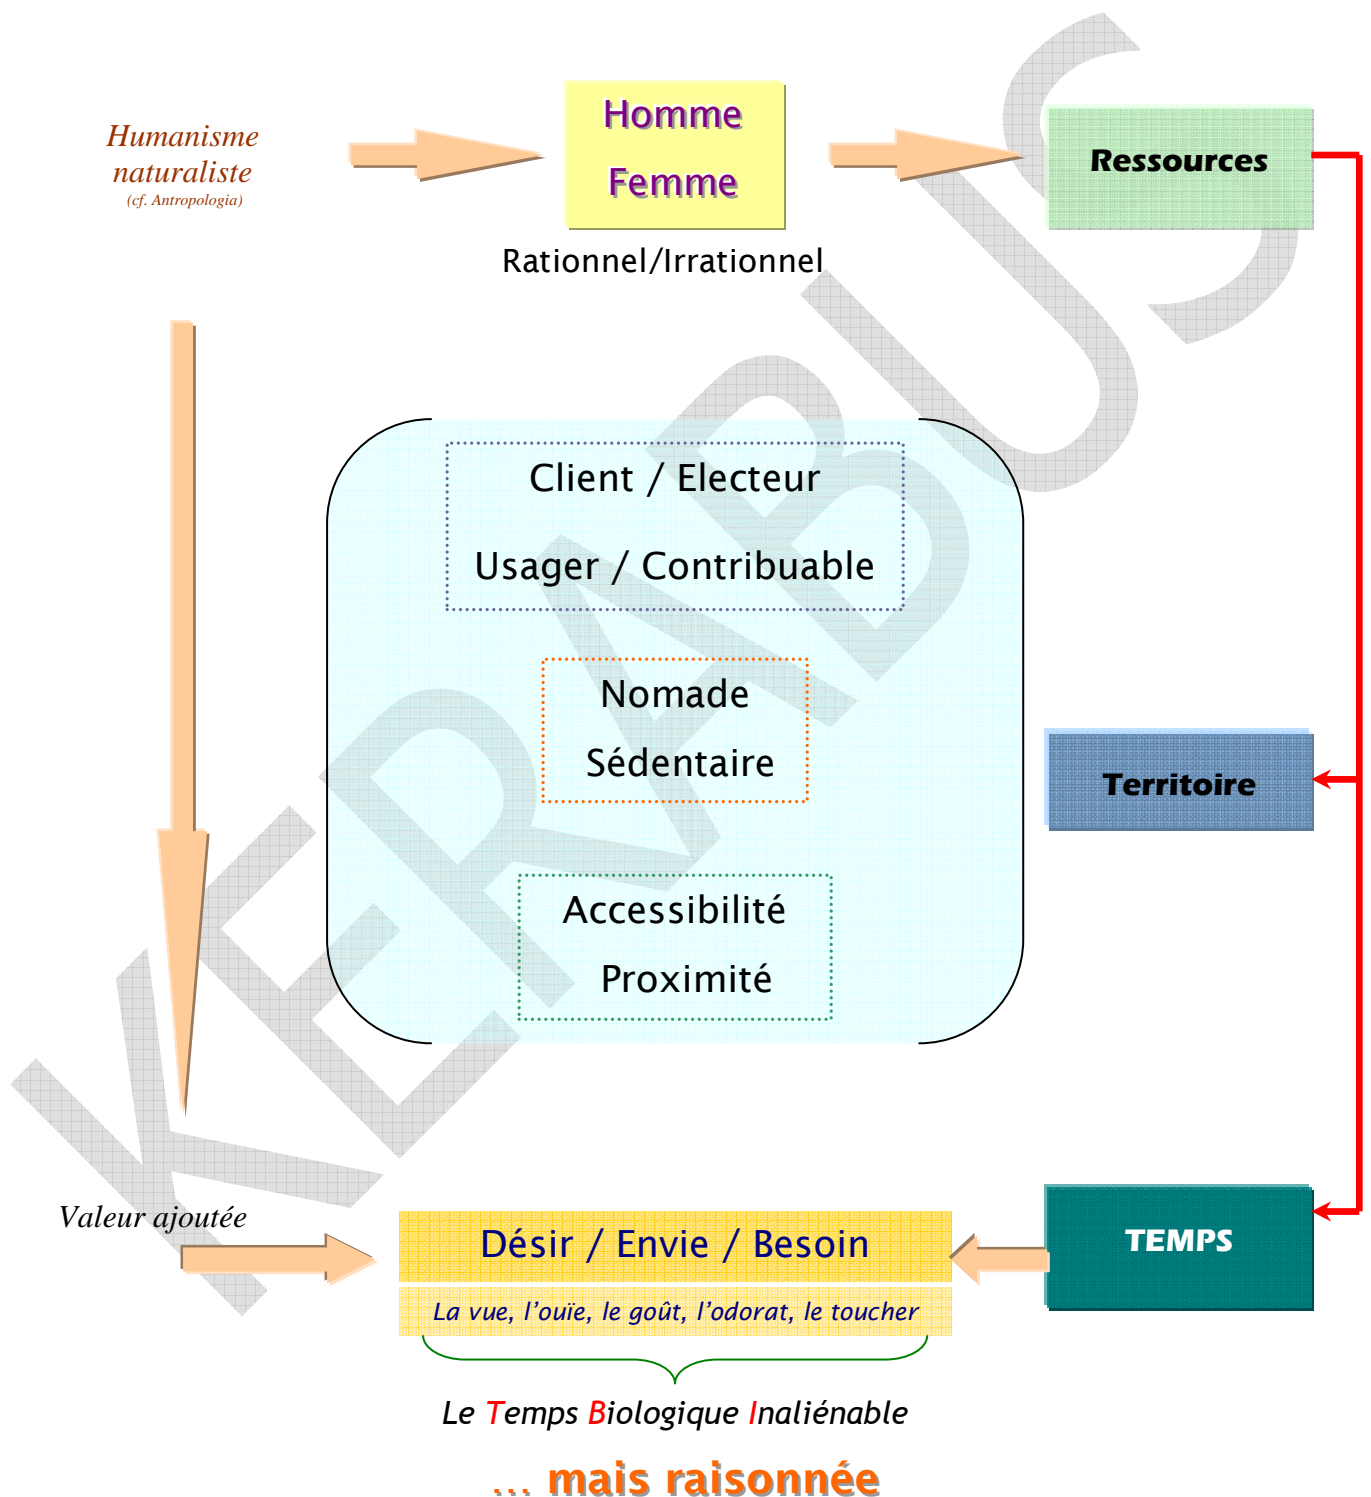 Humanisme
naturaliste
(cf. Antropologia)
Homme
Femme
Rationnel/Irrationnel
Ressources
Client / Electeur
Usager / Contribuable
Nomade
Sédentaire
Territoire
Accessibilité
Proximité
Valeur ajoutée
Désir / Envie / Besoin
TEMPS
La vue, l'ouïe, le goût, l'odorat, le toucher
Le Temps Biologique Inaliénable
... mais raisonnée
KERABUS